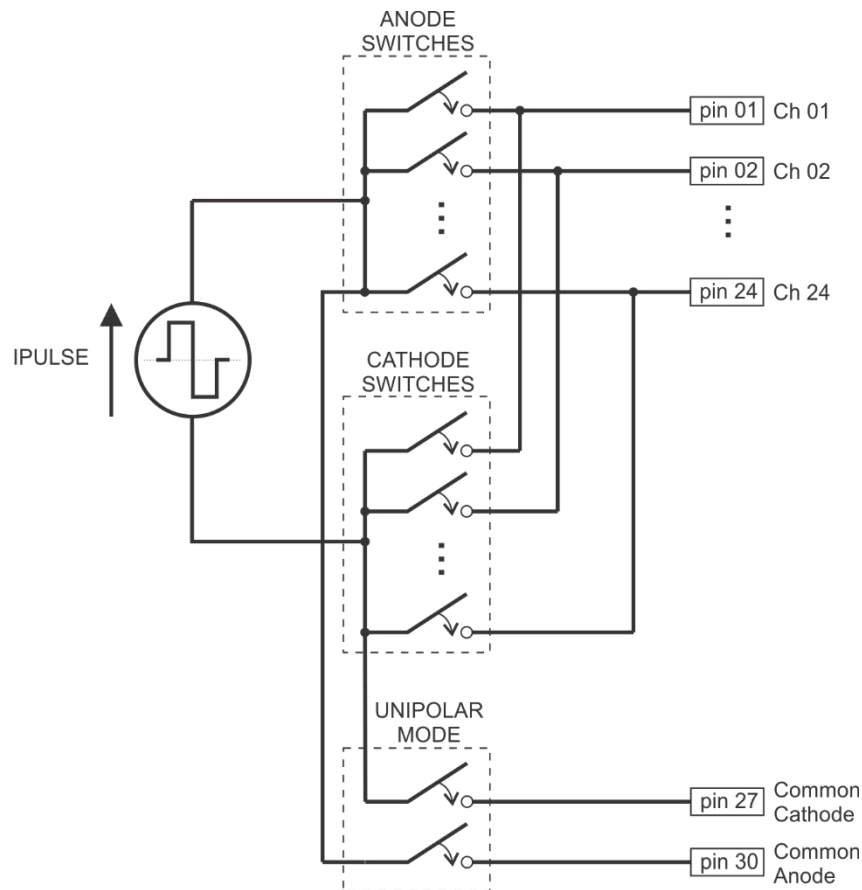 ANODE
SWITCHES
pin 01 Ch 01
pin 02 Ch 02
pin 24 Ch 24
IPULSE
CATHODE
SWITCHES
UNIPOLAR
MODE
pin 27 Common
Cathode
pin 30 Common
Anode